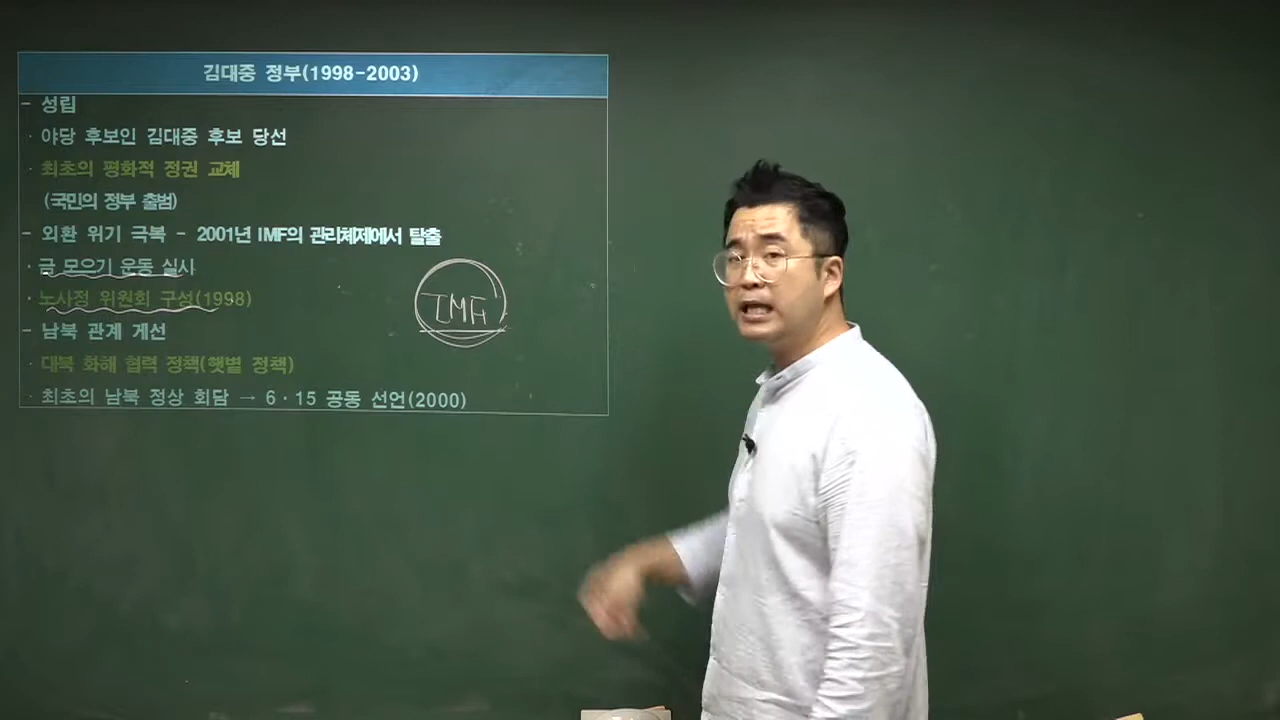 김대중 정부(1998-2003)
- 성립
· 야당 후보인 김대중 후보 당선
· 최초의 평화적 정권 교체
(국민의 정부 출범)
- 외환 위기 극복 - 2001년 IMF의 관리체제에서 탈출
· 금 모으기 운동 실시
· 노사정 위원회 구성(1998)
IMF
- 남북 관계 게선
· 대북 화해 협력 정책(햇볕 정책)
· 최초의 남북 정상 회담 → 6·15 공동 선언(2000)